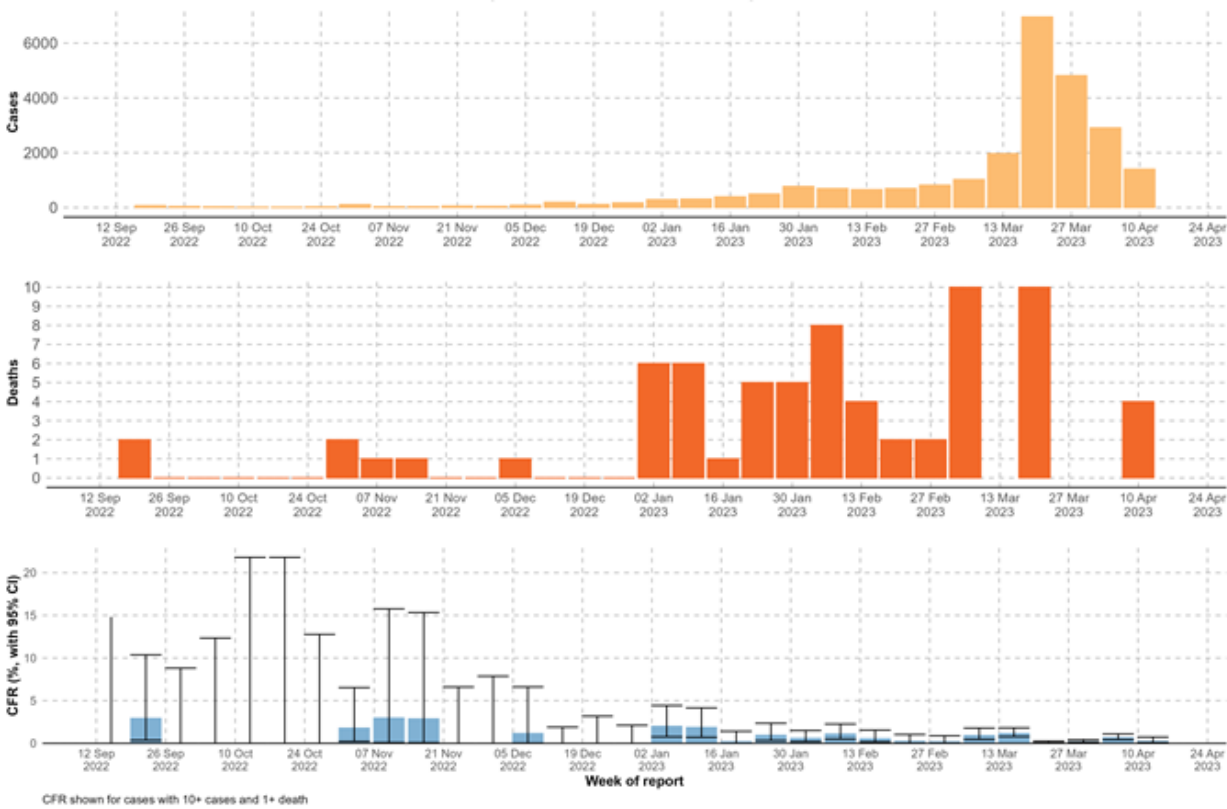 6000
4000
2000
0
Cases
12 Sep 26 Sep 10 Oct 24 Oct 07 Nov 21 Nov 05 Dec 19 Dec 02 Jan 16 Jan 30 Jan 13 Feb 27 Feb 13 Mar 27 Mar 10 Apr 24 Apr
2022 2022 2022 2022 2022 2022 2022 2022 2023 2023 2023 2023 2023 2023 2023 2023 2023
10
9
8
7
6
5
4
3
2
1
0
Deaths
12 Sep 26 Sep 10 Oct 24 Oct 07 Nov 21 Nov 05 Dec 19 Dec 02 Jan 16 Jan 30 Jan 13 Feb 27 Feb 13 Mar 27 Mar 10 Apr 24 Apr
2022 2022 2022 2022 2022 2022 2022 2022 2023 2023 2023 2023 2023 2023 2023 2023 2023
20
15
10
5
0
CFR (%, with 95% CI)
12 Sep 26 Sep 10 Oct 24 Oct 07 Nov 21 Nov 05 Dec 19 Dec 02 Jan 16 Jan 30 Jan 13 Feb 27 Feb 13 Mar 27 Mar 10 Apr 24 Apr
2022 2022 2022 2022 2022 2022 2022 2022 2023 2023 2023 2023 2023 2023 2023 2023 2023
Week of report
CFR shown for cases with 10+ cases and 1+ death